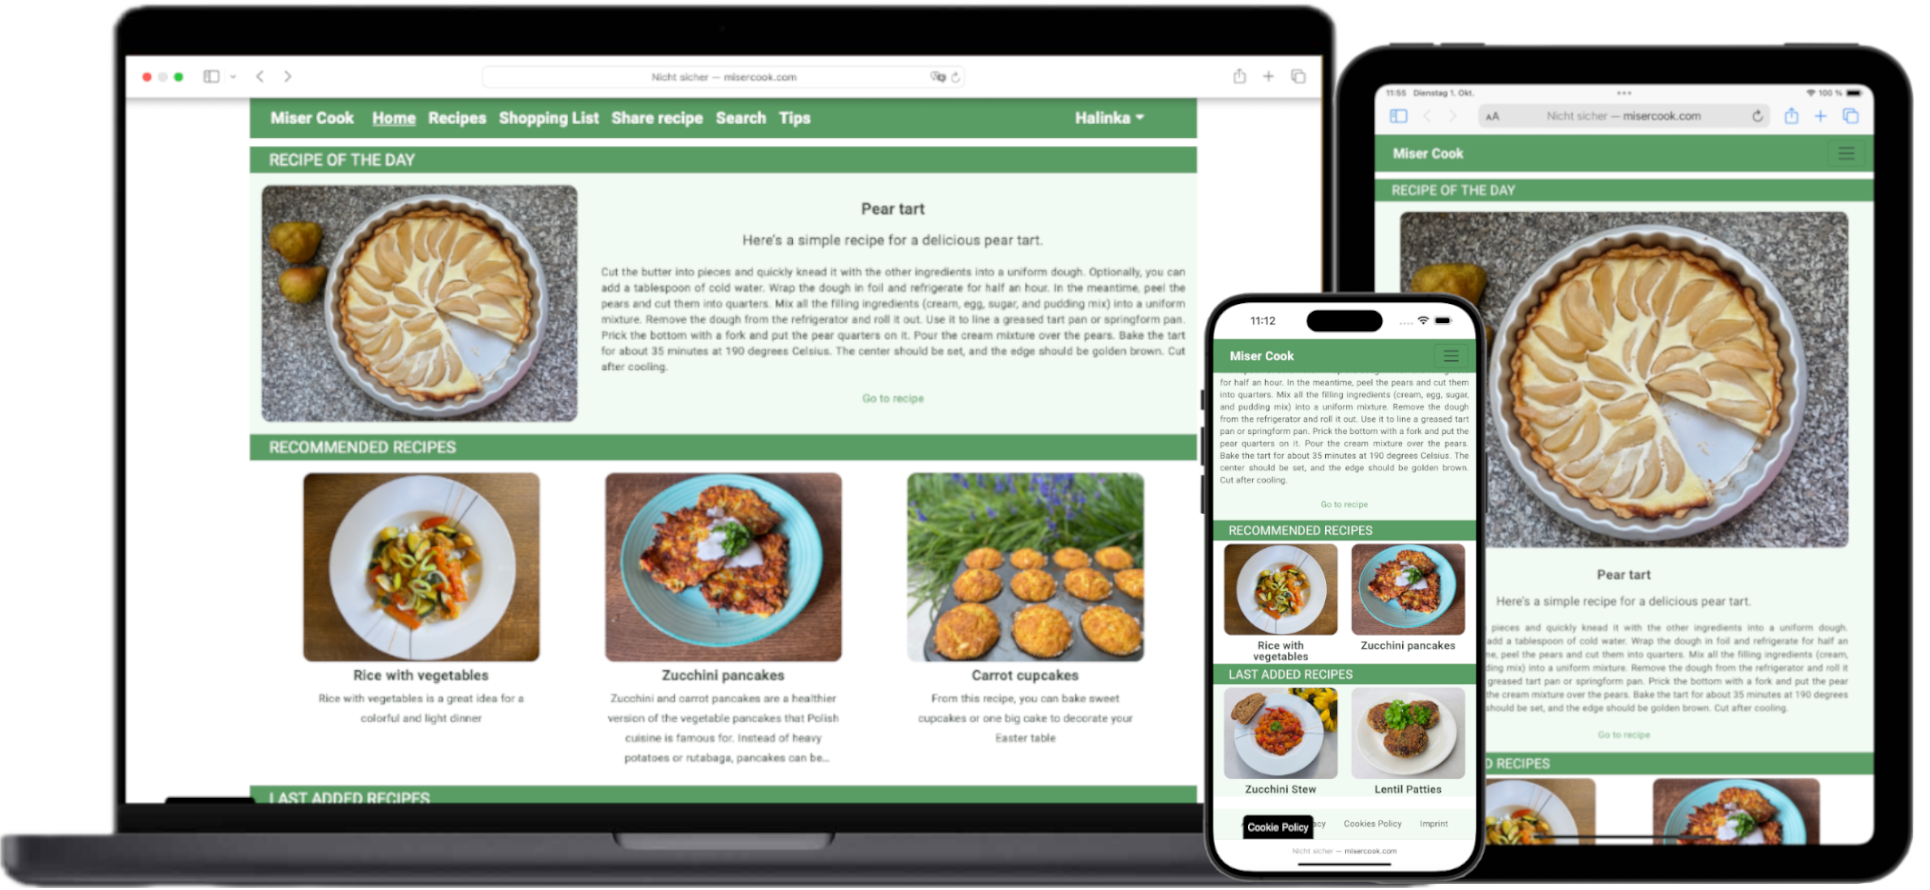 Nicht sicher — misercook.com
Miser Cook Home Recipes Shopping List Share recipe Search Tips Halinka
RECIPE OF THE DAY
Pear tart
Here's a simple recipe for a delicious pear tart.
Cut the butter into pieces and quickly knead it with the other ingredients into a uniform dough. Optionally, you can
add a tablespoon of cold water. Wrap the dough in foil and refrigerate for half an hour. In the meantime, peel the
pears and cut them into quarters. Mix all the filling ingredients (cream, egg, sugar, and pudding mix) into a uniform
mixture. Remove the dough from the refrigerator and roll it out. Use it to line a greased tart pan or springform pan.
Prick the bottom with a fork and put the pear quarters on it. Pour the cream mixture over the pears. Bake the tart
for about 35 minutes at 190 degrees Celsius. The center should be set, and the edge should be golden brown. Cut
after cooling.
Go to recipe
RECOMMENDED RECIPES
Rice with vegetables
Rice with vegetables is a great idea for a
colorful and light dinner
Zucchini pancakes
Zucchini and carrot pancakes are a healthier
version of the vegetable pancakes that Polish
cuisine is famous for. Instead of heavy
potatoes or rutabaga, pancakes can be...
Carrot cupcakes
From this recipe, you can bake sweet
cupcakes or one big cake to decorate your
Easter table
LAST ADDED RECIPES
11:12
Miser Cook
for half an hour. In the meantime, peel the pears and cut them
into quarters. Mix all the filling ingredients (cream, egg, sugar,
and pudding mix) into a uniform mixture. Remove the dough
from the refrigerator and roll it out. Use it to line a greased tart
pan or springform pan. Prick the bottom with a fork and put the
pear quarters on it. Pour the cream mixture over the pears.
Bake the tart for about 35 minutes at 190 degrees Celsius. The
center should be set, and the edge should be golden brown.
Cut after cooling.
Go to recipe
RECOMMENDED RECIPES
Rice with
vegetables
Zucchini pancakes
LAST ADDED RECIPES
Zucchini Stew
Lentil Patties
Cookie Policy acy Cookies Policy Imprint
Nicht sicher — misercook.com
11:55 Dienstag 1. Okt. 100 %
AA Nicht sicher — misercook.com
Miser Cook
RECIPE OF THE DAY
Pear tart
Here's a simple recipe for a delicious pear tart.
pieces and quickly knead it with the other ingredients into a uniform dough.
add a tablespoon of cold water. Wrap the dough in foil and refrigerate for half an
ne, peel the pears and cut them into quarters. Mix all the filling ingredients (cream,
ding mix) into a uniform mixture. Remove the dough from the refrigerator and roll it
greased tart pan or springform pan. Prick the bottom with a fork and put the pear
the cream mixture over the pears. Bake the tart for about 35 minutes at 190 degrees
should be set, and the edge should be golden brown. Cut after cooling.
Go to recipe
D RECIPES